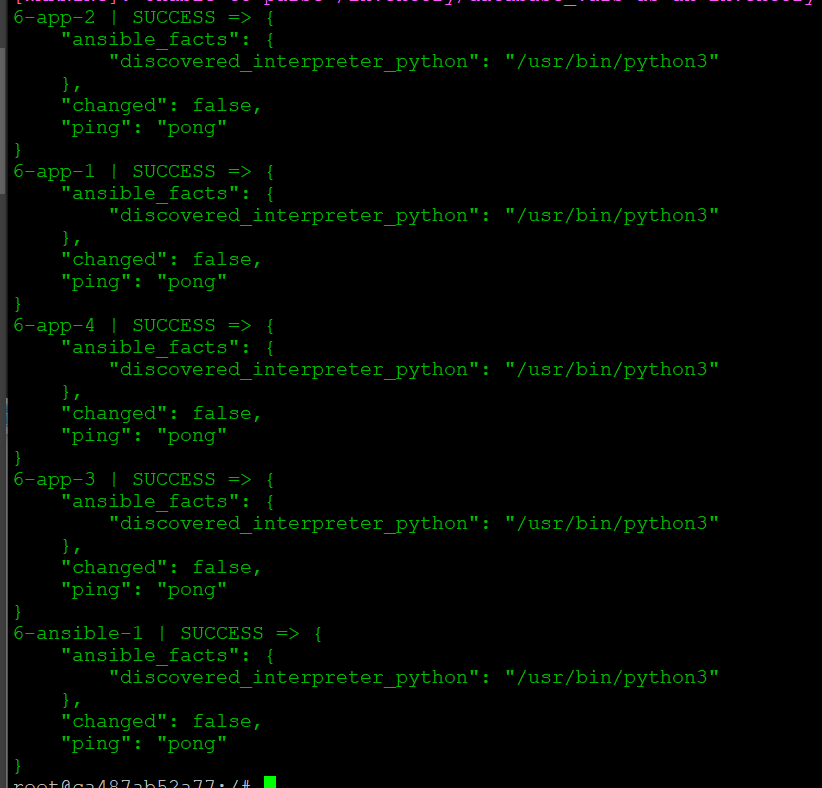 6-app-2 | SUCCESS => {
    "ansible_facts": {
        "discovered_interpreter_python": "/usr/bin/python3"
    },
    "changed": false,
    "ping": "pong"
}
6-app-1 | SUCCESS => {
    "ansible_facts": {
        "discovered_interpreter_python": "/usr/bin/python3"
    },
    "changed": false,
    "ping": "pong"
}
6-app-4 | SUCCESS => {
    "ansible_facts": {
        "discovered_interpreter_python": "/usr/bin/python3"
    },
    "changed": false,
    "ping": "pong"
}
6-app-3 | SUCCESS => {
    "ansible_facts": {
        "discovered_interpreter_python": "/usr/bin/python3"
    },
    "changed": false,
    "ping": "pong"
}
6-ansible-1 | SUCCESS => {
    "ansible_facts": {
        "discovered_interpreter_python": "/usr/bin/python3"
    },
    "changed": false,
    "ping": "pong"
}
root@ca487ab52a77:/#